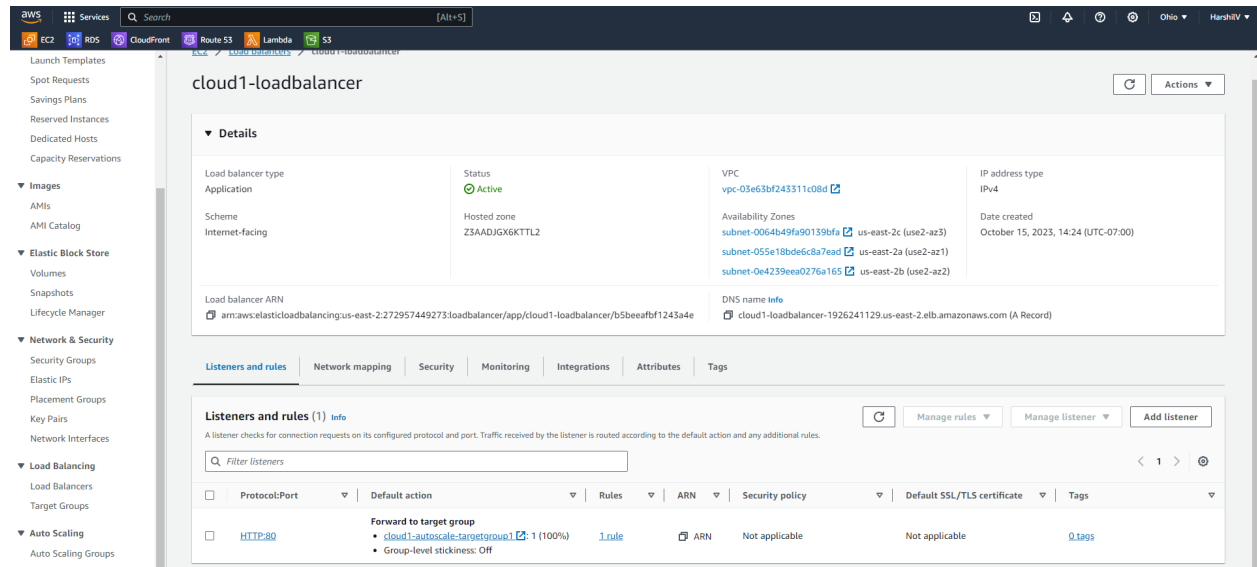 aws Services Search [Alt+S] Ohio HarshilV
EC2 RDS CloudFront Route 53 Lambda S3
EC2 Load balancers cloud1-loadbalancer
Launch Templates
Spot Requests
Savings Plans
Reserved Instances
Dedicated Hosts
Capacity Reservations
Images
AMIs
AMI Catalog
Elastic Block Store
Volumes
Snapshots
Lifecycle Manager
Network & Security
Security Groups
Elastic IPs
Placement Groups
Key Pairs
Network Interfaces
Load Balancing
Load Balancers
Target Groups
Auto Scaling
Auto Scaling Groups
cloud1-loadbalancer
Actions
Details
Load balancer type
Application
Status
Active
VPC
vpc-03e63bf243311c08d
IP address type
IPv4
Scheme
Internet-facing
Hosted zone
Z3AADJGX6KTTL2
Availability Zones
subnet-0064b49fa90139bfa us-east-2c (use2-az3)
subnet-055e18bde6c8a7ead us-east-2a (use2-az1)
subnet-0e4239eea0276a165 us-east-2b (use2-az2)
Date created
October 15, 2023, 14:24 (UTC-07:00)
Load balancer ARN
arn:aws:elasticloadbalancing:us-east-2:272957449273:loadbalancer/app/cloud1-loadbalancer/b5beeafbf1243a4e
DNS name Info
cloud1-loadbalancer-1926241129.us-east-2.elb.amazonaws.com (A Record)
Listeners and rules Network mapping Security Monitoring Integrations Attributes Tags
Listeners and rules (1) Info
Manage rules Manage listener Add listener
A listener checks for connection requests on its configured protocol and port. Traffic received by the listener is routed according to the default action and any additional rules.
Filter listeners
1
Protocol:Port Default action Rules ARN Security policy Default SSL/TLS certificate Tags
HTTP:80
Forward to target group
• cloud1-autoscale-targetgroup1: 1 (100%)
• Group-level stickiness: Off
1 rule ARN Not applicable Not applicable 0 tags